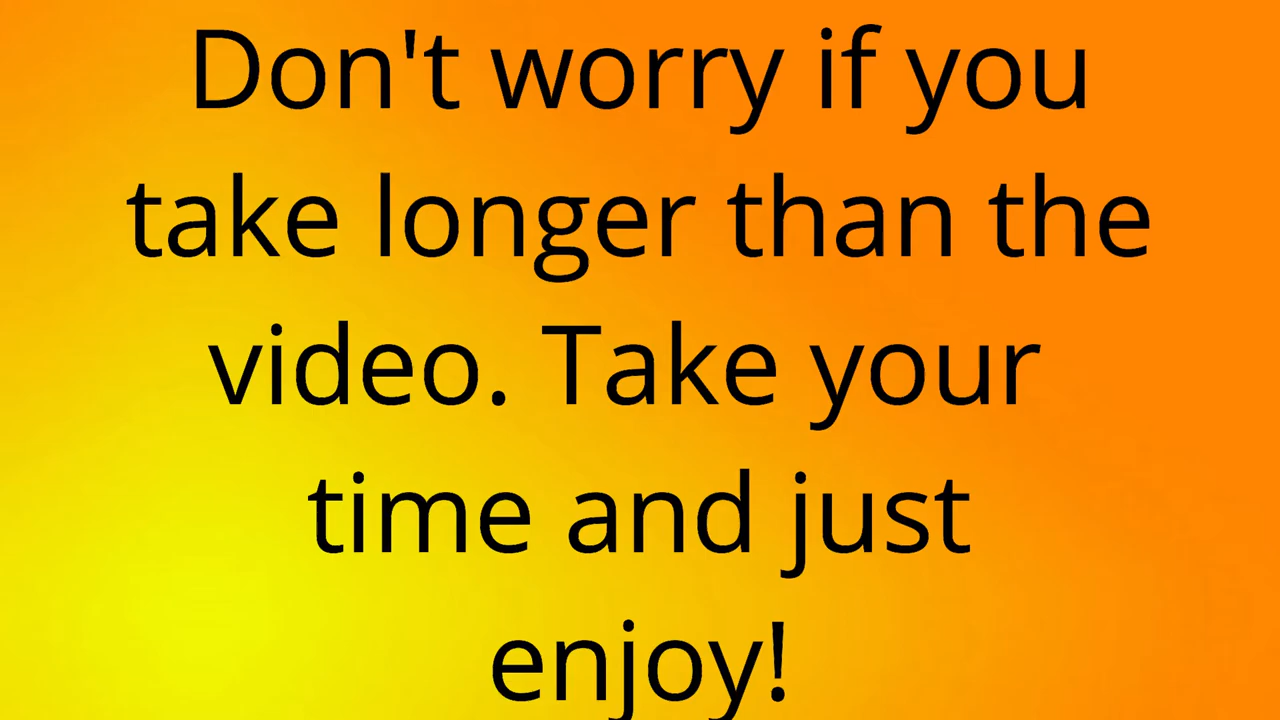 Don't worry if you
take longer than the
video. Take your
time and just
enjoy!